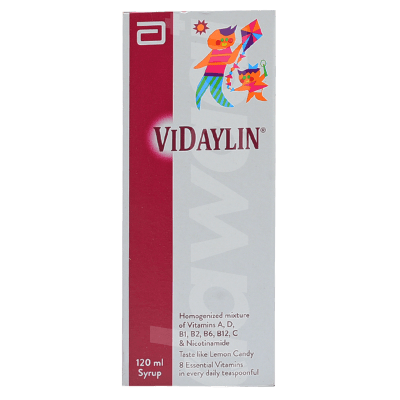 VIDAYLIN®
Homogenized mixture
of Vitamins A, D,
B1, B2, B6, B12, C
& Nicotinamide
Taste like Lemon Candy
8 Essential Vitamins
in every daily teaspoonful
120 ml
Syrup